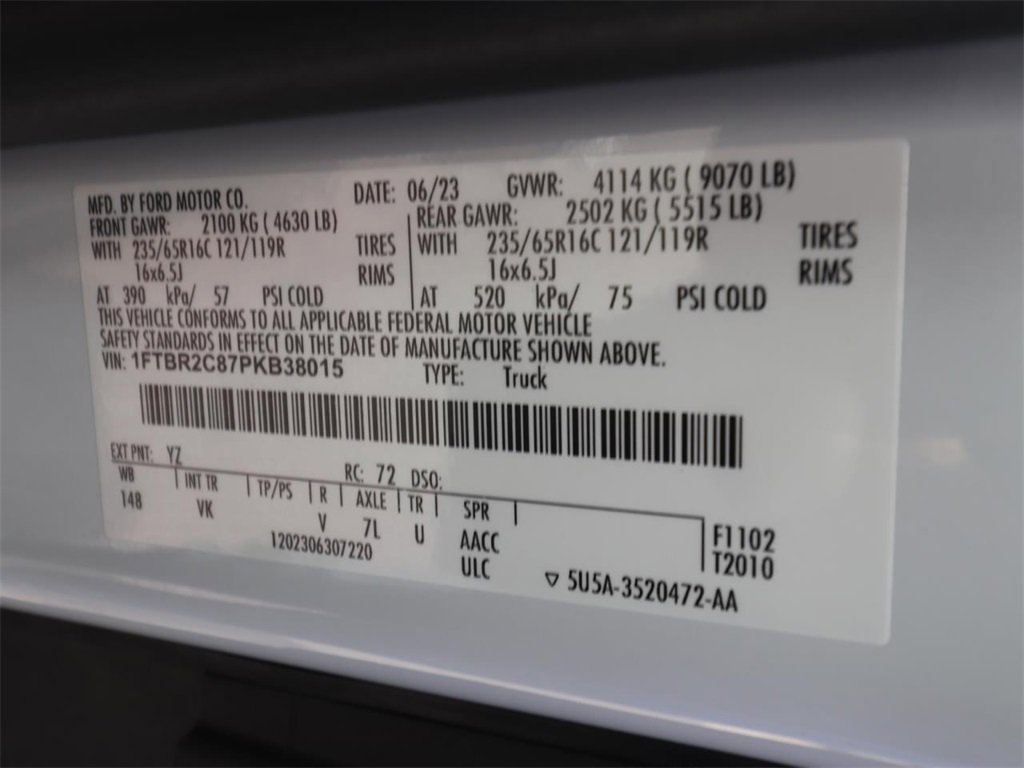 MFD. BY FORD MOTOR CO. DATE: 06/23 GVWR: 4114 KG ( 9070 LB)
FRONT GAWR: 2100 KG ( 4630 LB) REAR GAWR: 2502 KG ( 5515 LB)
WITH 235/65R16C 121/119R TIRES WITH 235/65R16C 121/119R TIRES
16x6.5J RIMS 16x6.5J RIMS
AT 390 kPa/ 57 PSI COLD AT 520 kPa/ 75 PSI COLD
THIS VEHICLE CONFORMS TO ALL APPLICABLE FEDERAL MOTOR VEHICLE
SAFETY STANDARDS IN EFFECT ON THE DATE OF MANUFACTURE SHOWN ABOVE.
VIN: 1FTBR2C87PKB38015 TYPE: Truck
EXT PNT: YZ RC: 72 DSO:
WB INT TR TP/PS R AXLE TR SPR
148 VK V 7L U AACC F1102
1202306307220 ULC T2010
▽ 5U5A-3520472-AA